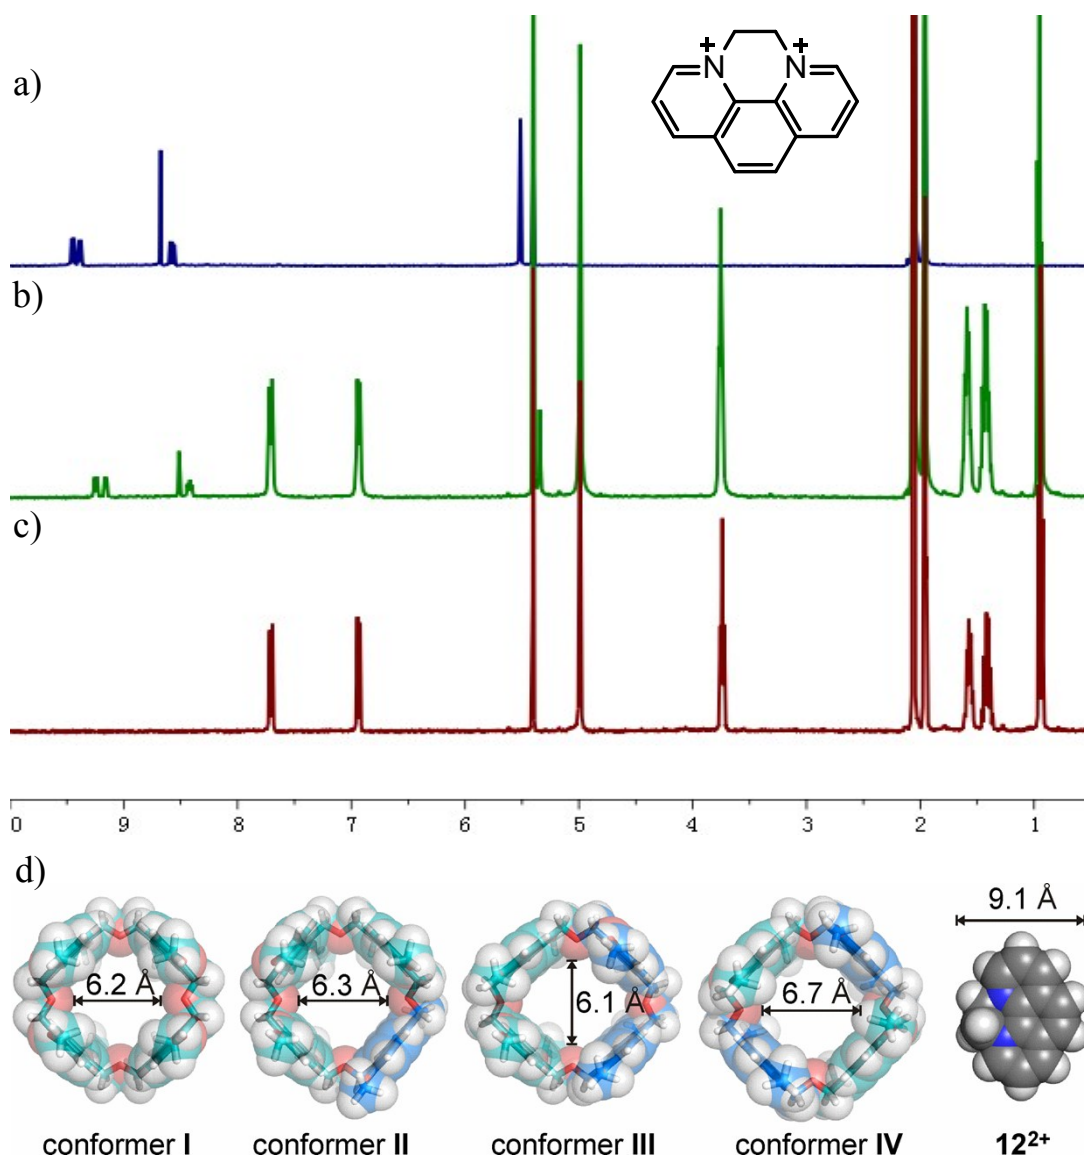 a)
+ +
N N
b)
c)
0 9 8 7 6 5 4 3 2 1
d)
9.1 Å
6.2 Å 6.3 Å 6.1 Å 6.7 Å
conformer I conformer II conformer III conformer IV 12²⁺